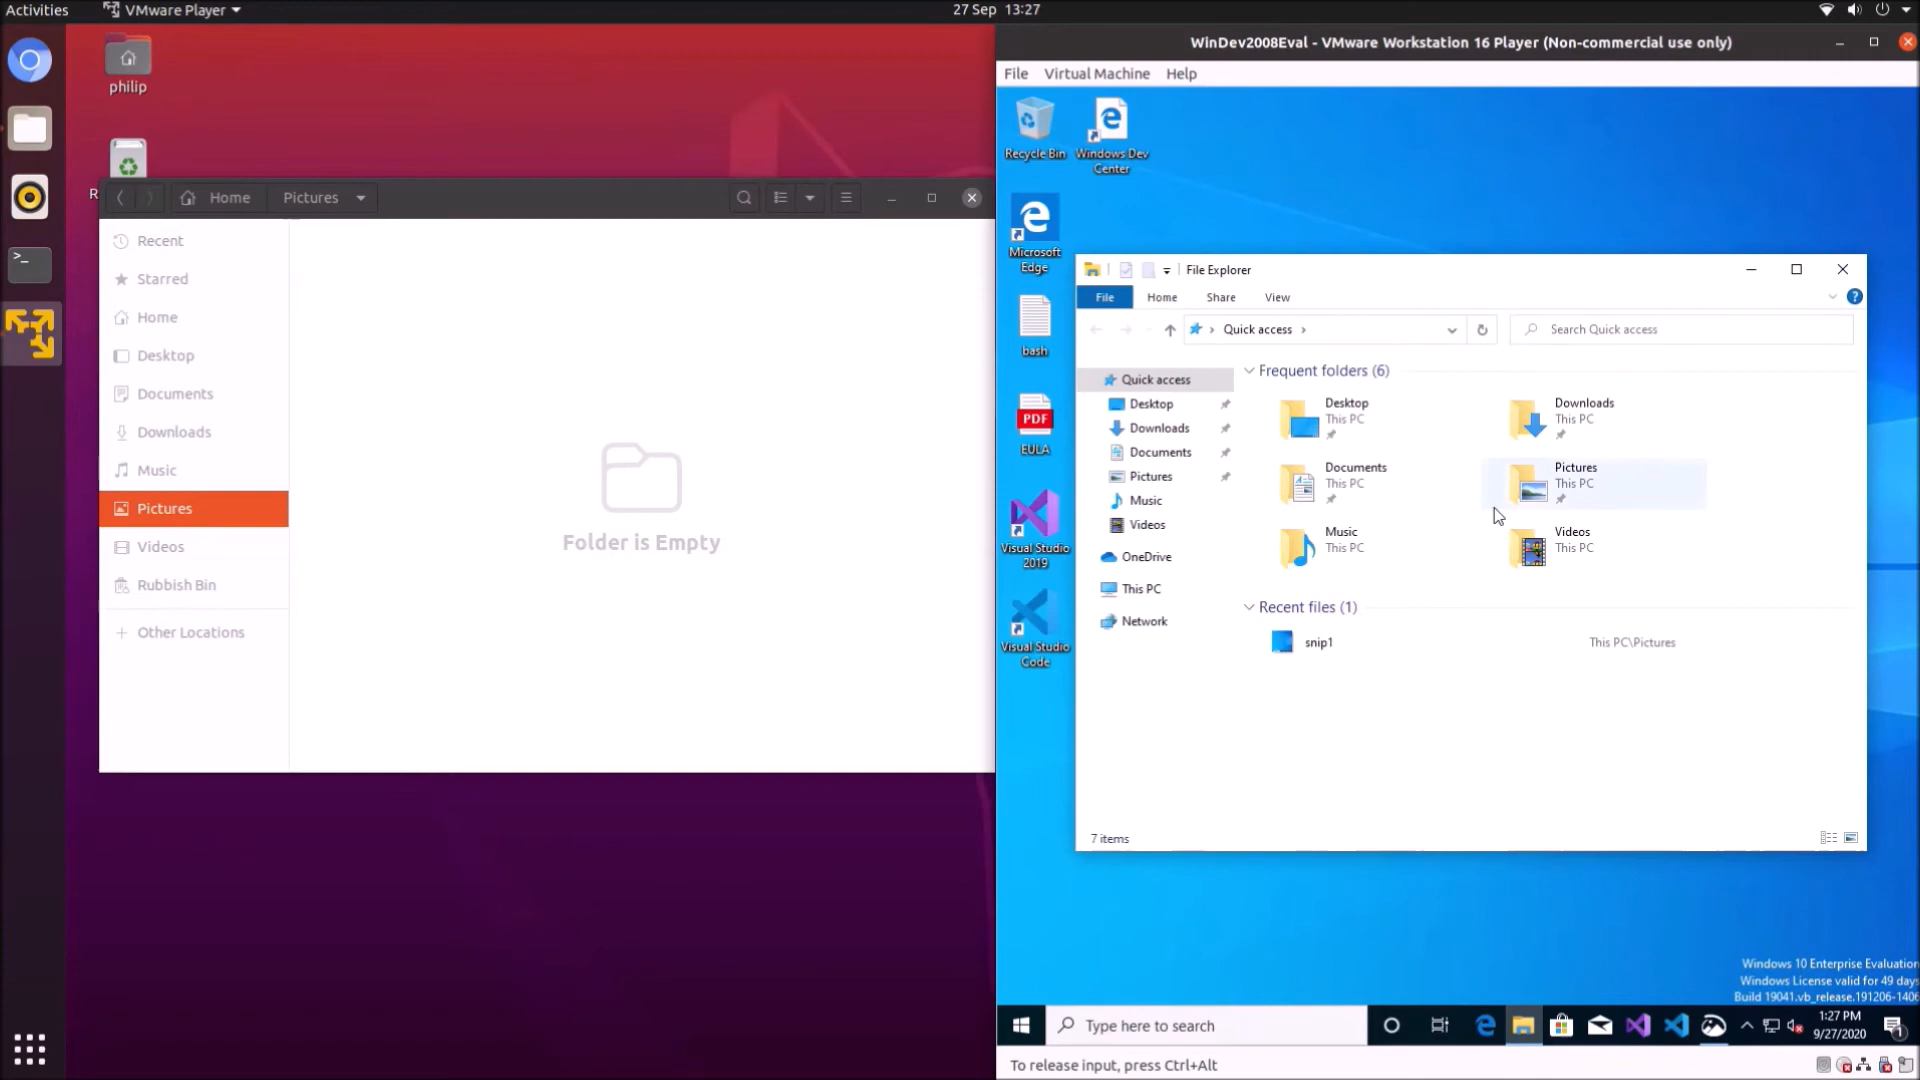 Activities
VMware Player
27 Sep 13:27
philip
R
Home
Pictures
Recent
Starred
Home
Desktop
Documents
Downloads
Music
Pictures
Videos
Rubbish Bin
Other Locations
Folder is Empty
WinDev2008Eval - VMware Workstation 16 Player (Non-commercial use only)
File Virtual Machine Help
Recycle Bin
Windows Dev
Center
Microsoft
Edge
bash
PDF
EULA
Visual Studio
2019
Visual Studio
Code
File Explorer
File Home Share View
Quick access
Search Quick access
Quick access
Desktop
Downloads
Documents
Pictures
Music
Videos
OneDrive
This PC
Network
Frequent folders (6)
Desktop
This PC
Downloads
This PC
Documents
This PC
Pictures
This PC
Music
This PC
Videos
This PC
Recent files (1)
snip1
This PC\Pictures
7 items
Windows 10 Enterprise Evaluation
Windows License valid for 49 days
Build 19041.vb_release.191206-1406
Type here to search
1:27 PM
9/27/2020
1
To release input, press Ctrl+Alt